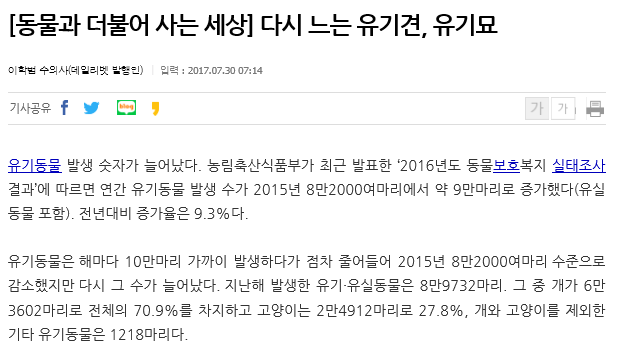 [동물과 더불어 사는 세상] 다시 느는 유기견, 유기묘
이학범 수의사(데일리벳 발행인) | 입력 : 2017.07.30 07:14
기사공유 f blog 가 가
유기동물 발생 숫자가 늘어났다. 농림축산식품부가 최근 발표한 ‘2016년도 동물보호복지 실태조사
결과’에 따르면 연간 유기동물 발생 수가 2015년 8만2000여마리에서 약 9만마리로 증가했다(유실
동물 포함). 전년대비 증가율은 9.3%다.
유기동물은 해마다 10만마리 가까이 발생하다가 점차 줄어들어 2015년 8만2000여마리 수준으로
감소했지만 다시 그 수가 늘어났다. 지난해 발생한 유기·유실동물은 8만9732마리. 그 중 개가 6만
3602마리로 전체의 70.9%를 차지하고 고양이는 2만4912마리로 27.8%, 개와 고양이를 제외한
기타 유기동물은 1218마리다.